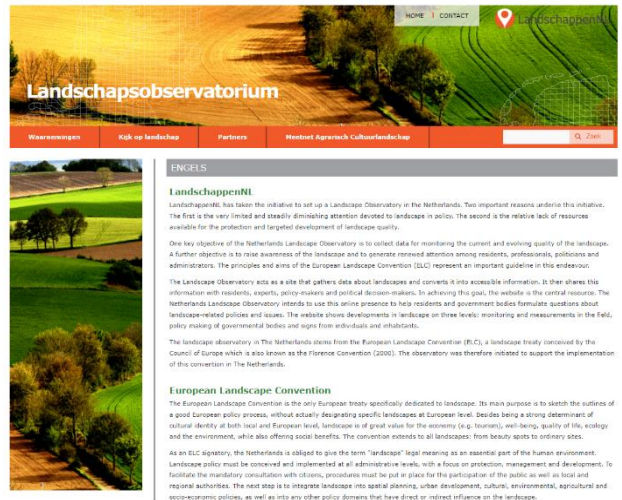 HOME | CONTACT
LandschappenNL
Landschapsobservatorium
Waarnemingen Kijk op landschap Partners Meetnet Agrarisch Cultuurlandschap Zoek
ENGELS
LandschappenNL
LandschappenNL has taken the initiative to set up a Landscape Observatory in the Netherlands. Two important reasons underlie this initiative.
The first is the very limited and steadily diminishing attention devoted to landscape in policy. The second is the relative lack of resources
available for the protection and targeted development of landscape quality.
One key objective of the Netherlands Landscape Observatory is to collect data for monitoring the current and evolving quality of the landscape.
A further objective is to raise awareness of the landscape and to generate renewed attention among residents, professionals, politicians and
administrators. The principles and aims of the European Landscape Convention (ELC) represent an important guideline in this endeavour.
The Landscape Observatory acts as a site that gathers data about landscapes and converts it into accessible information. It then shares this
information with residents, experts, policy-makers and political decision-makers. In achieving this goal, the website is the central resource. The
Netherlands Landscape Observatory intends to use this online presence to help residents and government bodies formulate questions about
landscape-related policies and issues. The website shows developments in landscape on three levels: monitoring and measurements in the field,
policy making of governmental bodies and signs from individuals and inhabitants.
The landscape observatory in The Netherlands stems from the European Landscape Convention (ELC), a landscape treaty conceived by the
Council of Europe which is also known as the Florence Convention (2000). The observatory was therefore initiated to support the implementation
of this convention in The Netherlands.
European Landscape Convention
The European Landscape Convention is the only European treaty specifically dedicated to landscape. Its main purpose is to sketch the outlines of
a good European policy process, without actually designating specific landscapes at European level. Besides being a strong determinant of
cultural identity at both local and European level, landscape is of great value for the economy (e.g. tourism), well-being, quality of life, ecology
and the environment, while also offering social benefits. The convention extends to all landscapes: from beauty spots to ordinary sites.
As an ELC signatory, the Netherlands is obliged to give the term "landscape" legal meaning as an essential part of the human environment.
Landscape policy must be conceived and implemented at all administrative levels, with a focus on protection, management and development. To
facilitate the mandatory consultation with citizens, procedures must be put in place for the participation of the public as well as local and
regional authorities. The next step is to integrate landscape into spatial planning, urban development, cultural, environmental, agricultural and
socio-economic policies, as well as into any other policy domains that have direct or indirect influence on the landscape.